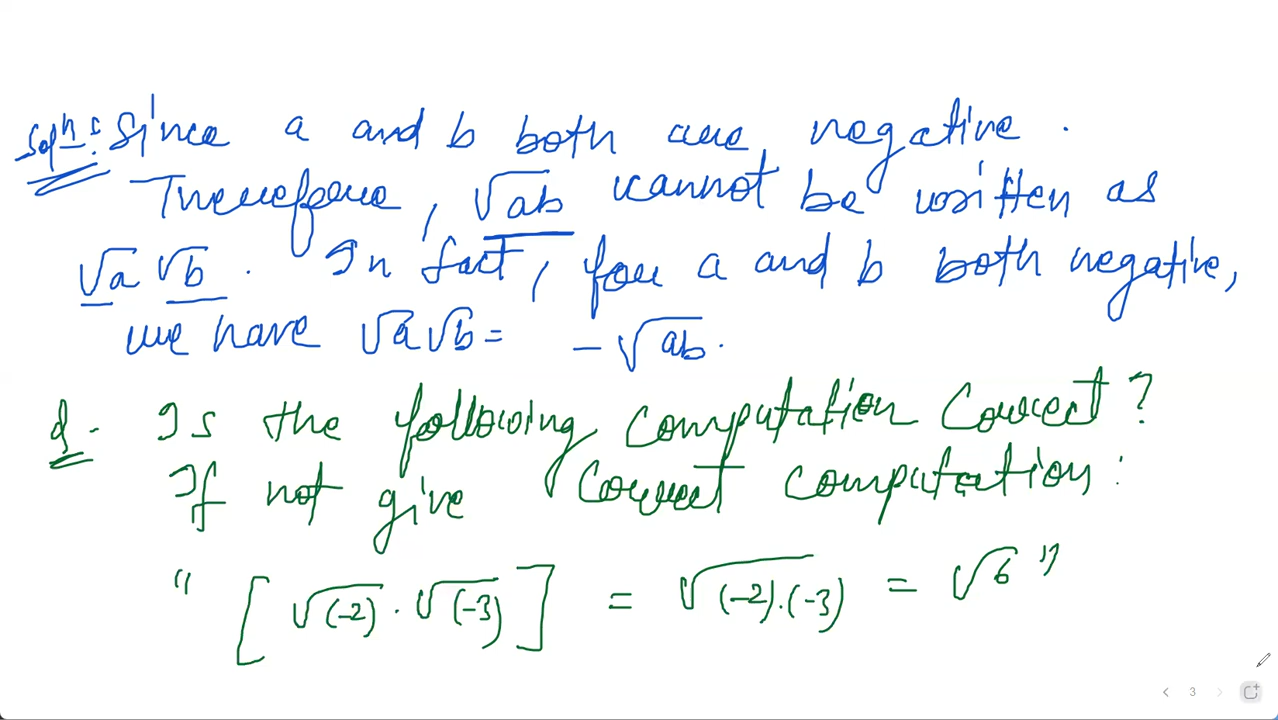 Solⁿ: Since a and b both are negative.
Therefore, √ab cannot be written as
√a √b. In fact, for a and b both negative,
we have √a√b = -√ab.
Q. Is the following computation correct?
If not give correct computation:
" [√(-2) · √(-3)] = √(-2)·(-3) = √6 "
3